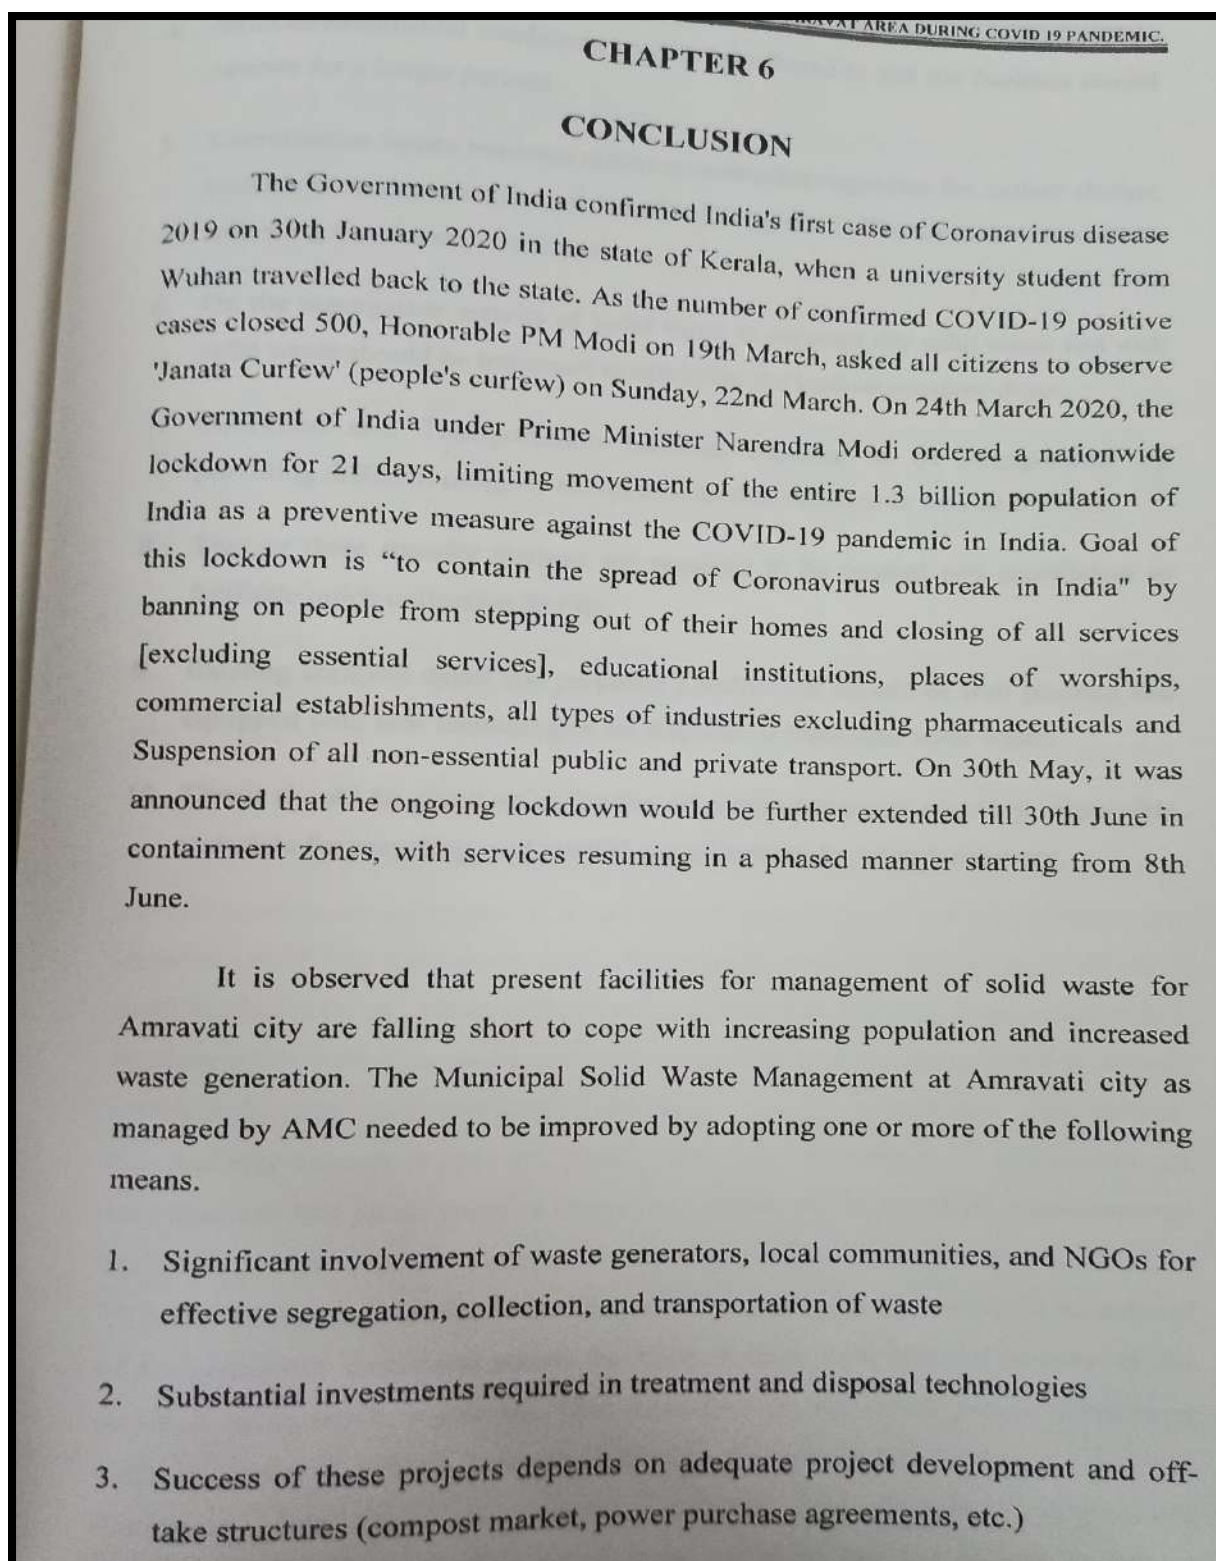 AREA DURING COVID 19 PANDEMIC.
CHAPTER 6
CONCLUSION
The Government of India confirmed India's first case of Coronavirus disease
2019 on 30th January 2020 in the state of Kerala, when a university student from
Wuhan travelled back to the state. As the number of confirmed COVID-19 positive
cases closed 500, Honorable PM Modi on 19th March, asked all citizens to observe
'Janata Curfew' (people's curfew) on Sunday, 22nd March. On 24th March 2020, the
Government of India under Prime Minister Narendra Modi ordered a nationwide
lockdown for 21 days, limiting movement of the entire 1.3 billion population of
India as a preventive measure against the COVID-19 pandemic in India. Goal of
this lockdown is “to contain the spread of Coronavirus outbreak in India" by
banning on people from stepping out of their homes and closing of all services
[excluding essential services], educational institutions, places of worships,
commercial establishments, all types of industries excluding pharmaceuticals and
Suspension of all non-essential public and private transport. On 30th May, it was
announced that the ongoing lockdown would be further extended till 30th June in
containment zones, with services resuming in a phased manner starting from 8th
June.
It is observed that present facilities for management of solid waste for
Amravati city are falling short to cope with increasing population and increased
waste generation. The Municipal Solid Waste Management at Amravati city as
managed by AMC needed to be improved by adopting one or more of the following
means.
1. Significant involvement of waste generators, local communities, and NGOs for
effective segregation, collection, and transportation of waste
2. Substantial investments required in treatment and disposal technologies
3. Success of these projects depends on adequate project development and off-
take structures (compost market, power purchase agreements, etc.)